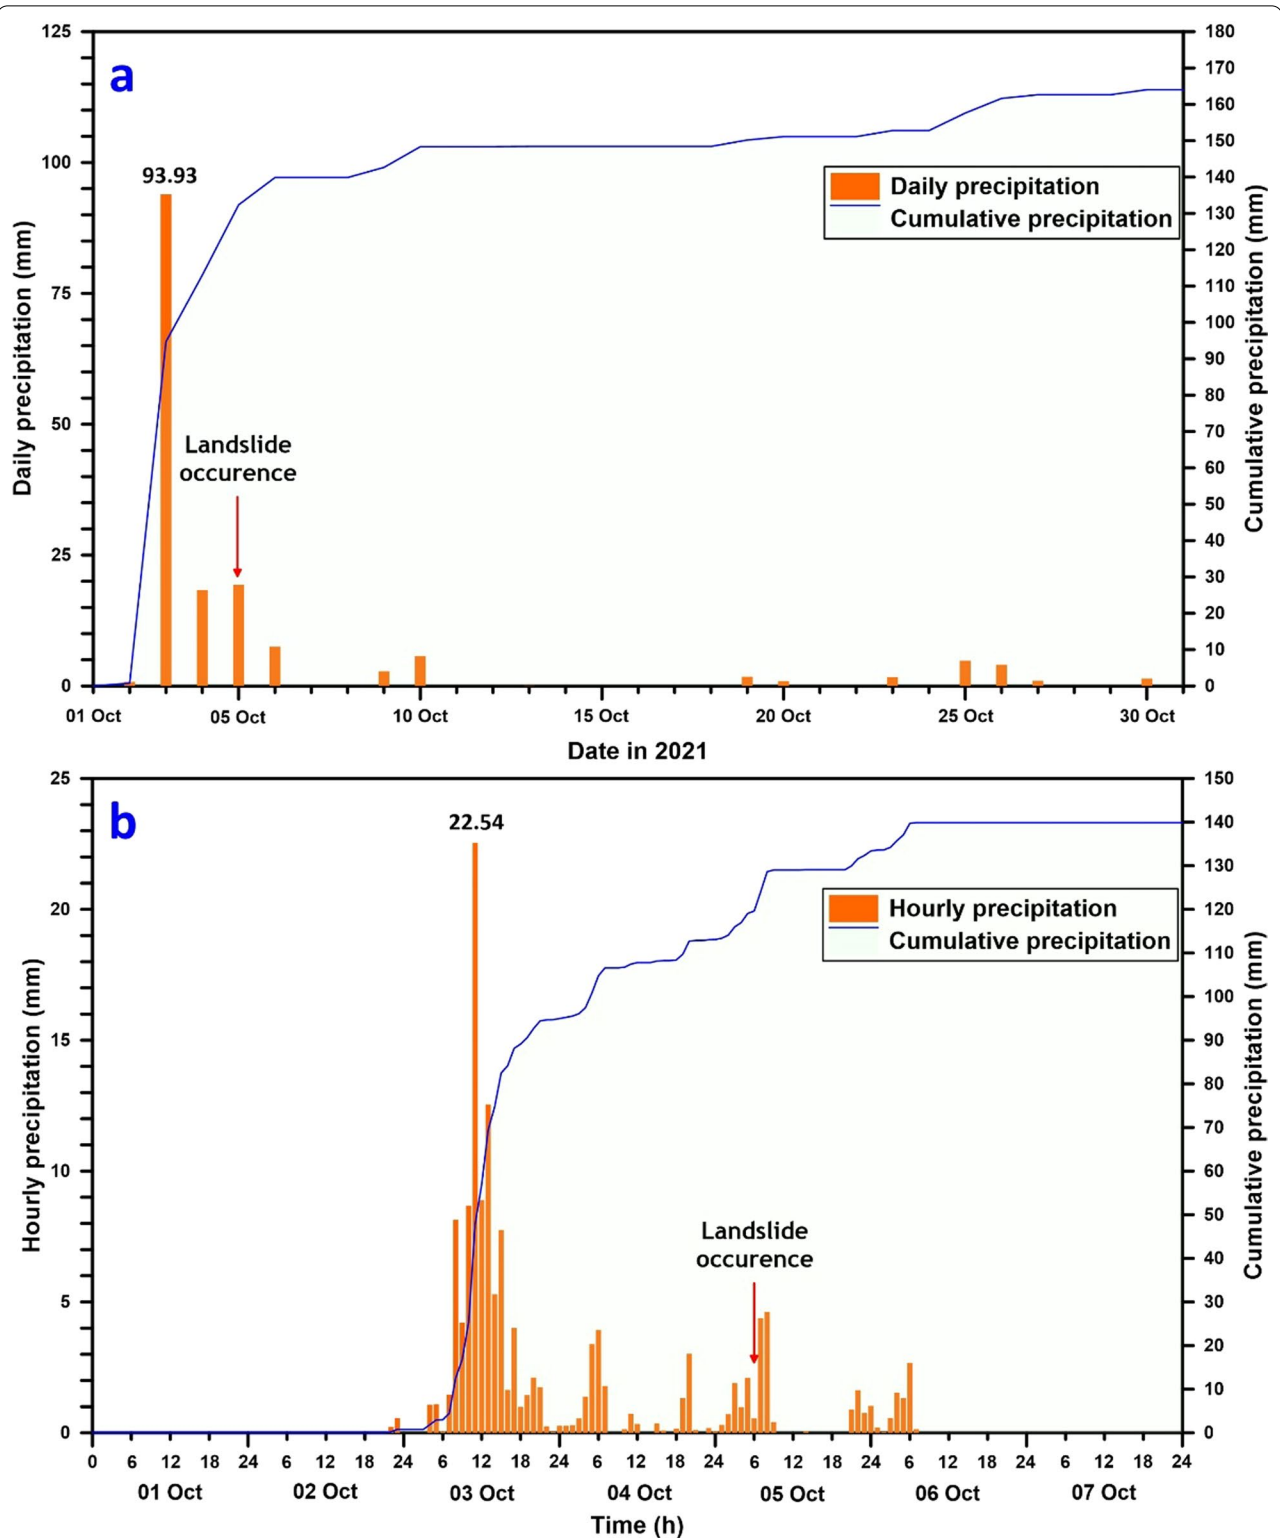 a
125
100
75
50
25
0
Daily precipitation (mm)
180
170
160
150
140
130
120
110
100
90
80
70
60
50
40
30
20
10
0
Cumulative precipitation (mm)
93.93
Daily precipitation
Cumulative precipitation
Landslide
occurence
01 Oct 05 Oct 10 Oct 15 Oct 20 Oct 25 Oct 30 Oct
Date in 2021
b
25
20
15
10
5
0
Hourly precipitation (mm)
150
140
130
120
110
100
90
80
70
60
50
40
30
20
10
0
Cumulative precipitation (mm)
22.54
Hourly precipitation
Cumulative precipitation
Landslide
occurence
0 6 12 18 24 6 12 18 24 6 12 18 24 6 12 18 24 6 12 18 24 6 12 18 24 6 12 18 24
01 Oct 02 Oct 03 Oct 04 Oct 05 Oct 06 Oct 07 Oct
Time (h)